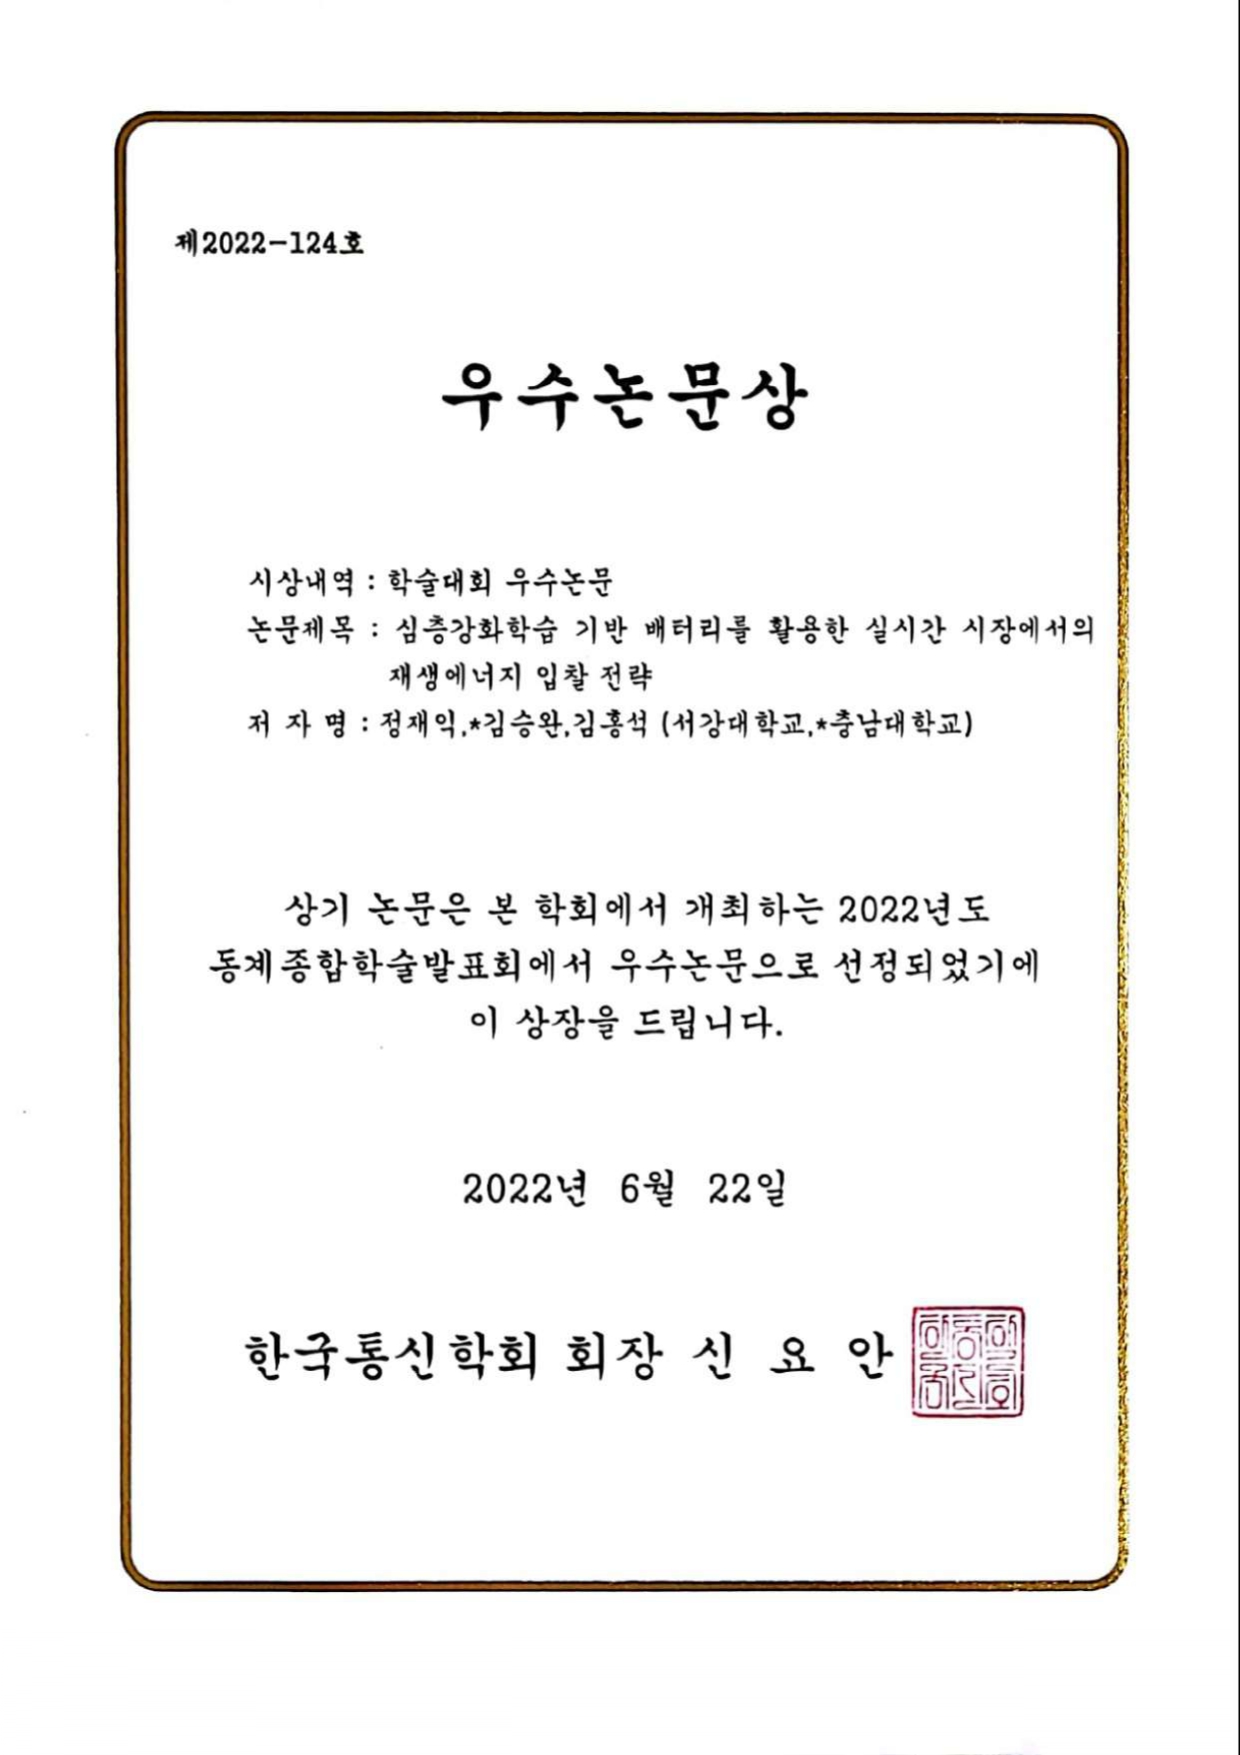 제2022-124호
우수논문상
시상내역 : 학술대회 우수논문
논문제목 : 심층강화학습 기반 배터리를 활용한 실시간 시장에서의
재생에너지 입찰 전략
저 자 명 : 정재익,*김승완,김홍석 (서강대학교,*충남대학교)
상기 논문은 본 학회에서 개최하는 2022년도
동계종합학술발표회에서 우수논문으로 선정되었기에
이 상장을 드립니다.
2022년 6월 22일
한국통신학회 회장 신 요 안